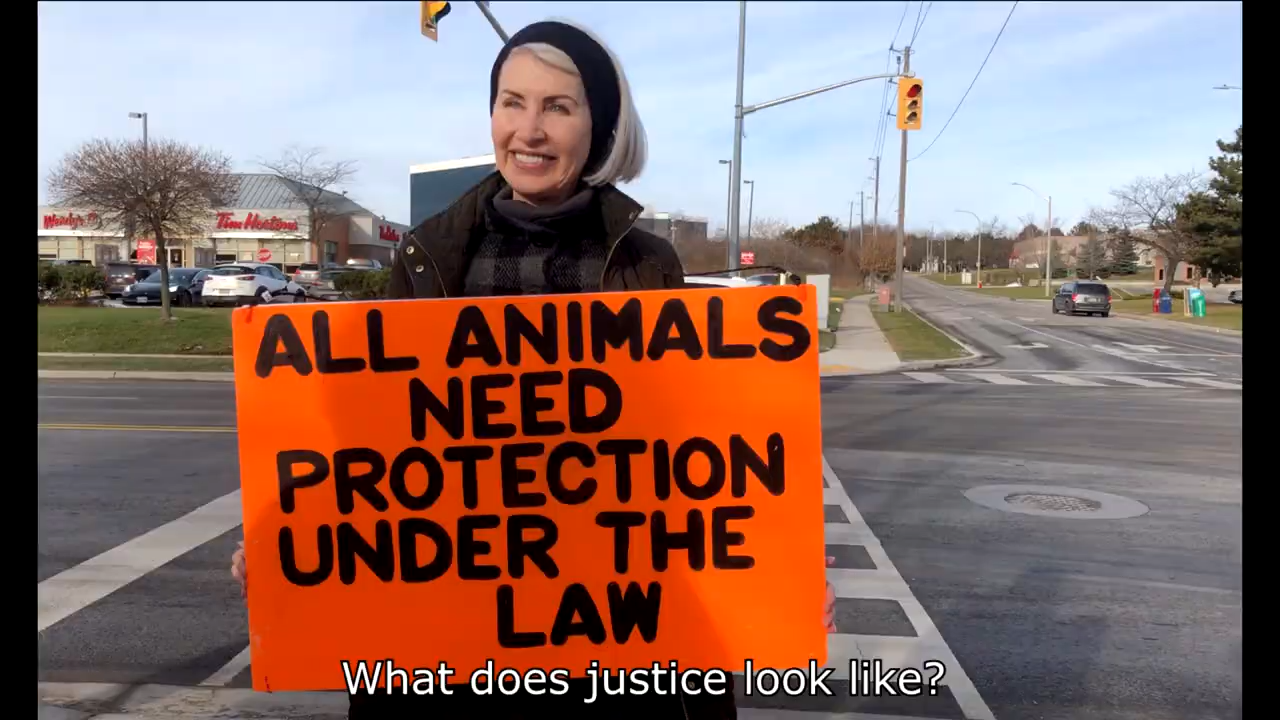 Wendy's
Tim Hortons
ALL ANIMALS
NEED
PROTECTION
UNDER THE
LAW
What does justice look like?